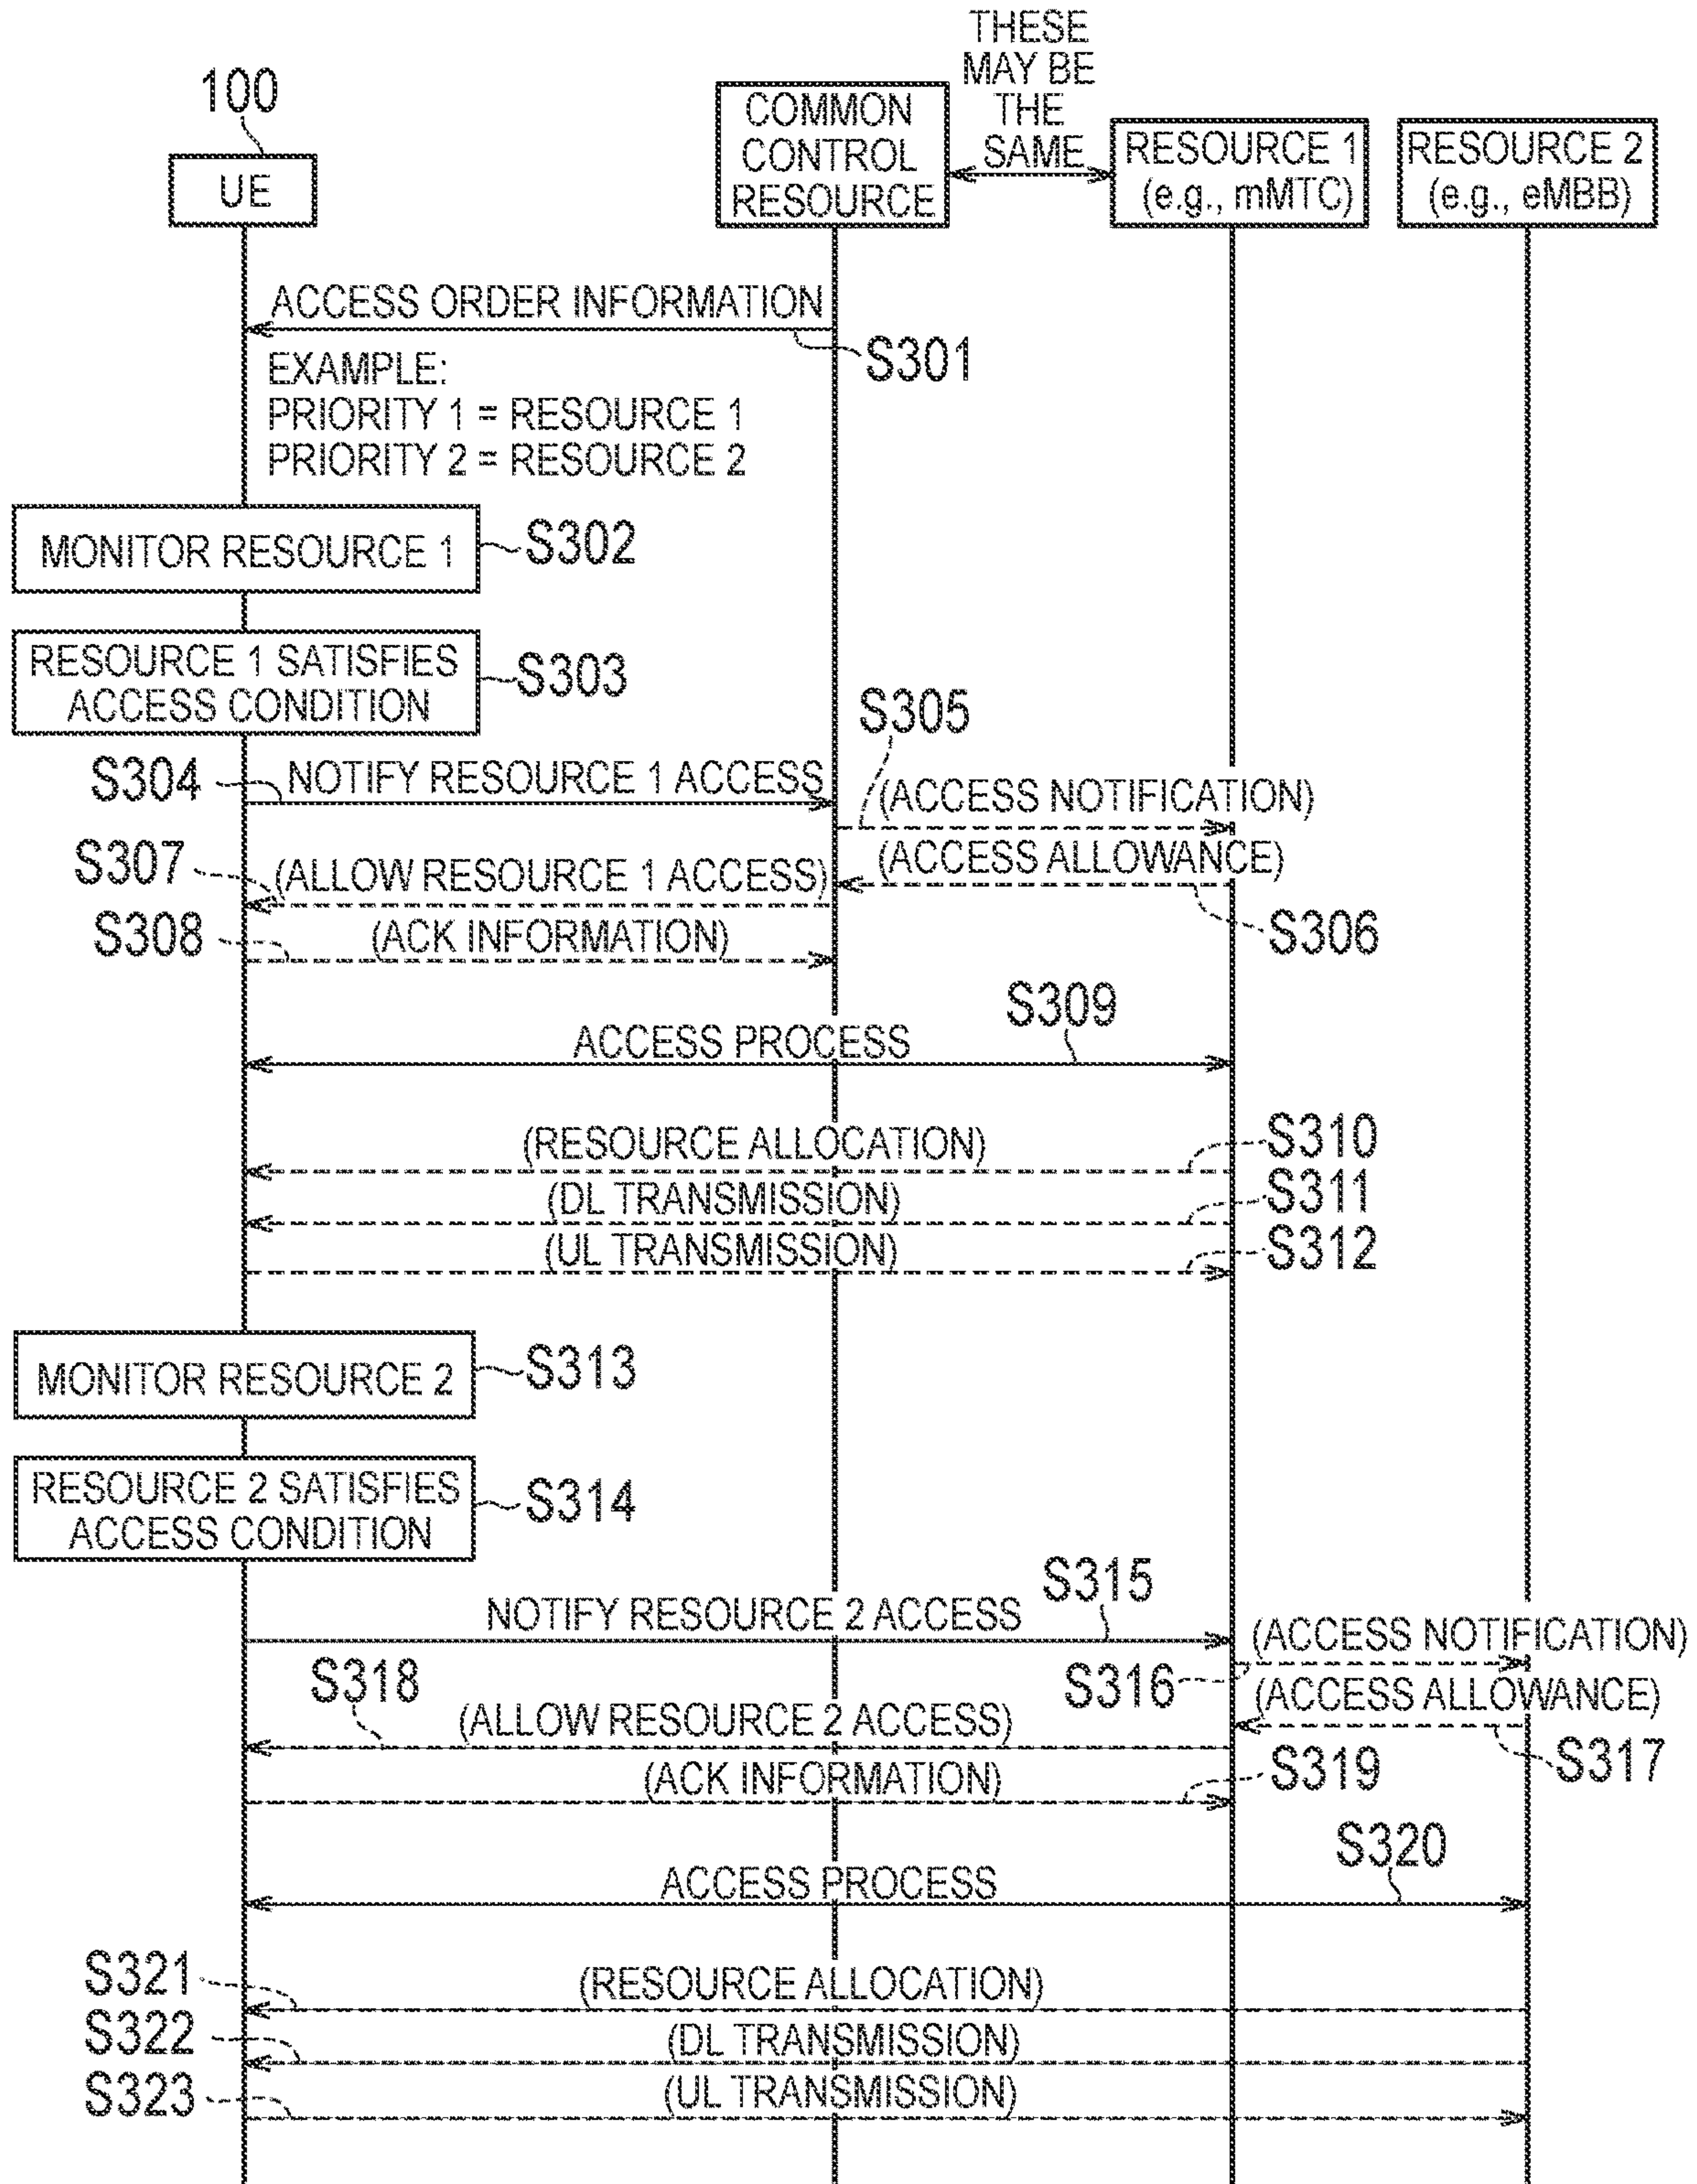 THESE
MAY BE
THE
SAME
100
UE
COMMON
CONTROL
RESOURCE
RESOURCE 1
(e.g., mMTC)
RESOURCE 2
(e.g., eMBB)
ACCESS ORDER INFORMATION
S301
EXAMPLE:
PRIORITY 1 = RESOURCE 1
PRIORITY 2 = RESOURCE 2
MONITOR RESOURCE 1
S302
RESOURCE 1 SATISFIES
ACCESS CONDITION
S303
S304
NOTIFY RESOURCE 1 ACCESS
S305
(ACCESS NOTIFICATION)
(ACCESS ALLOWANCE)
S306
S307
(ALLOW RESOURCE 1 ACCESS)
S308
(ACK INFORMATION)
S309
ACCESS PROCESS
(RESOURCE ALLOCATION)
S310
(DL TRANSMISSION)
S311
(UL TRANSMISSION)
S312
MONITOR RESOURCE 2
S313
RESOURCE 2 SATISFIES
ACCESS CONDITION
S314
NOTIFY RESOURCE 2 ACCESS
S315
(ACCESS NOTIFICATION)
S316
(ACCESS ALLOWANCE)
S317
S318
(ALLOW RESOURCE 2 ACCESS)
(ACK INFORMATION)
S319
S320
ACCESS PROCESS
S321
(RESOURCE ALLOCATION)
S322
(DL TRANSMISSION)
S323
(UL TRANSMISSION)